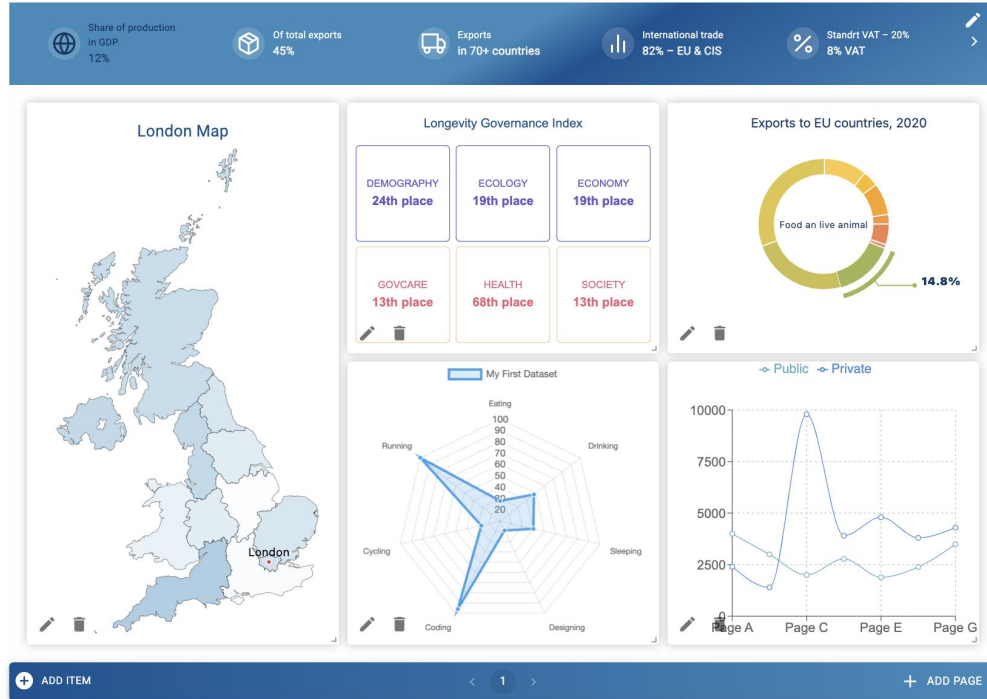 Share of production
in GDP
12%
Of total exports
45%
Exports
in 70+ countries
International trade
82% – EU & CIS
Standrt VAT – 20%
8% VAT
London Map
London
Longevity Governance Index
DEMOGRAPHY
24th place
ECOLOGY
19th place
ECONOMY
19th place
GOVCARE
13th place
HEALTH
68th place
SOCIETY
13th place
Exports to EU countries, 2020
Food an live animal
14.8%
My First Dataset
Eating
100
90
80
70
60
50
40
20
Running
Drinking
Cycling
Sleeping
Coding
Designing
Public Private
10000
7500
5000
2500
0
Page A Page C Page E Page G
ADD ITEM
1
ADD PAGE